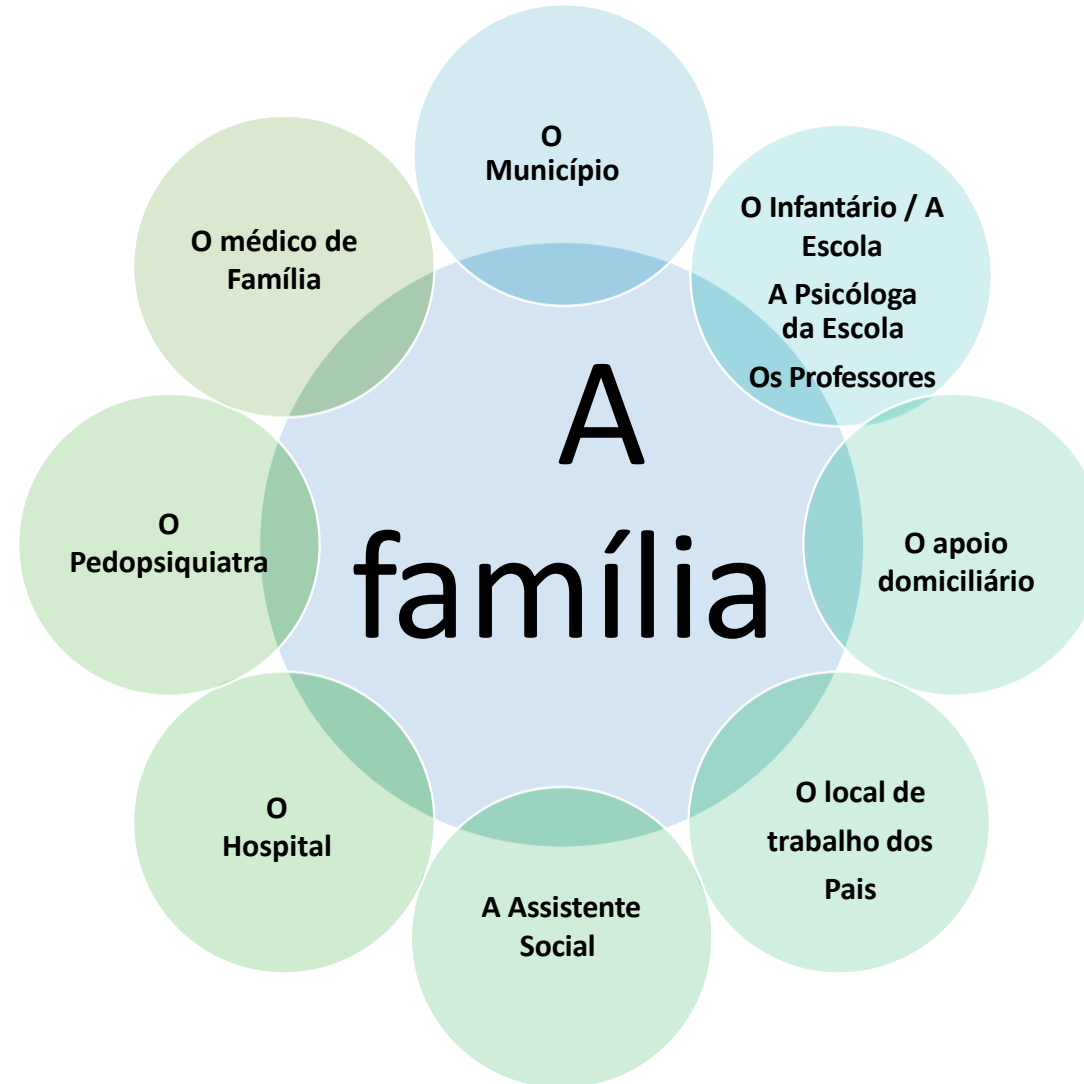 O
Município
O Infantário / A
Escola
A Psicóloga
da Escola
Os Professores
O apoio
domiciliário
O local de
trabalho dos
Pais
A Assistente
Social
O
Hospital
O
Pedopsiquiatra
O médico de
Família
A
família